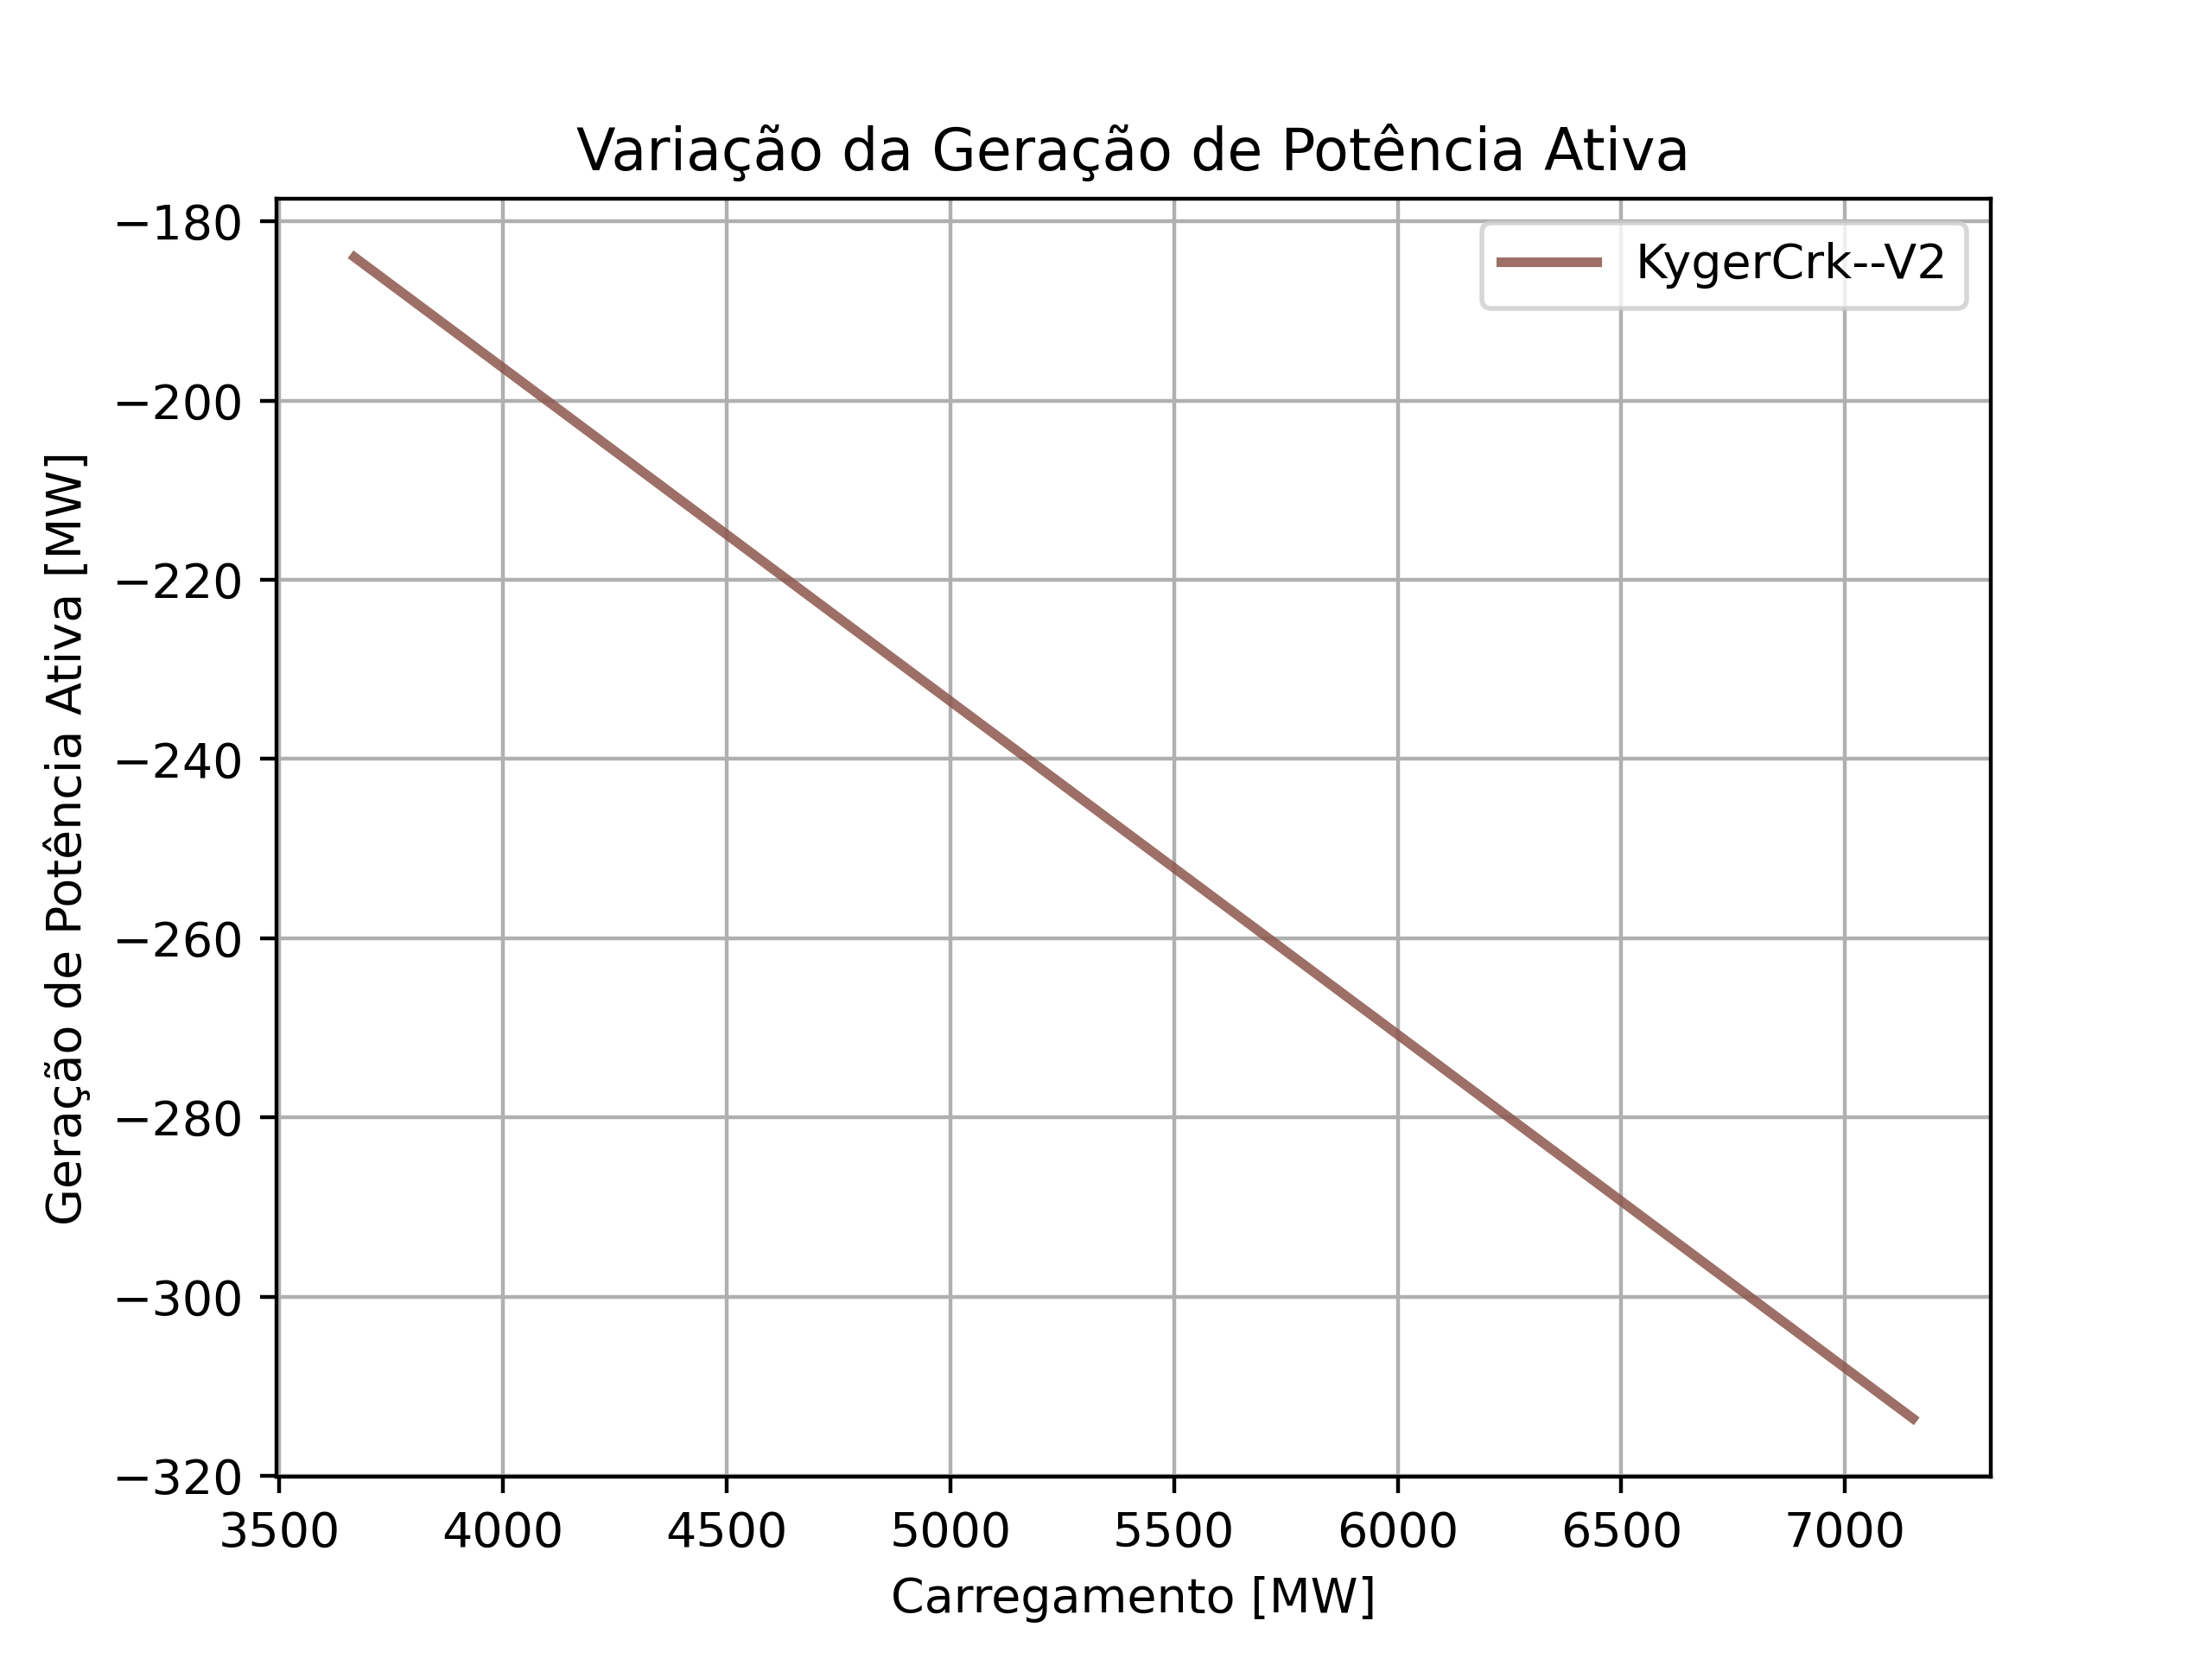 Variação da Geração de Potência Ativa
KygerCrk--V2
Geração de Potência Ativa [MW]
−180
−200
−220
−240
−260
−280
−300
−320
3500 4000 4500 5000 5500 6000 6500 7000
Carregamento [MW]